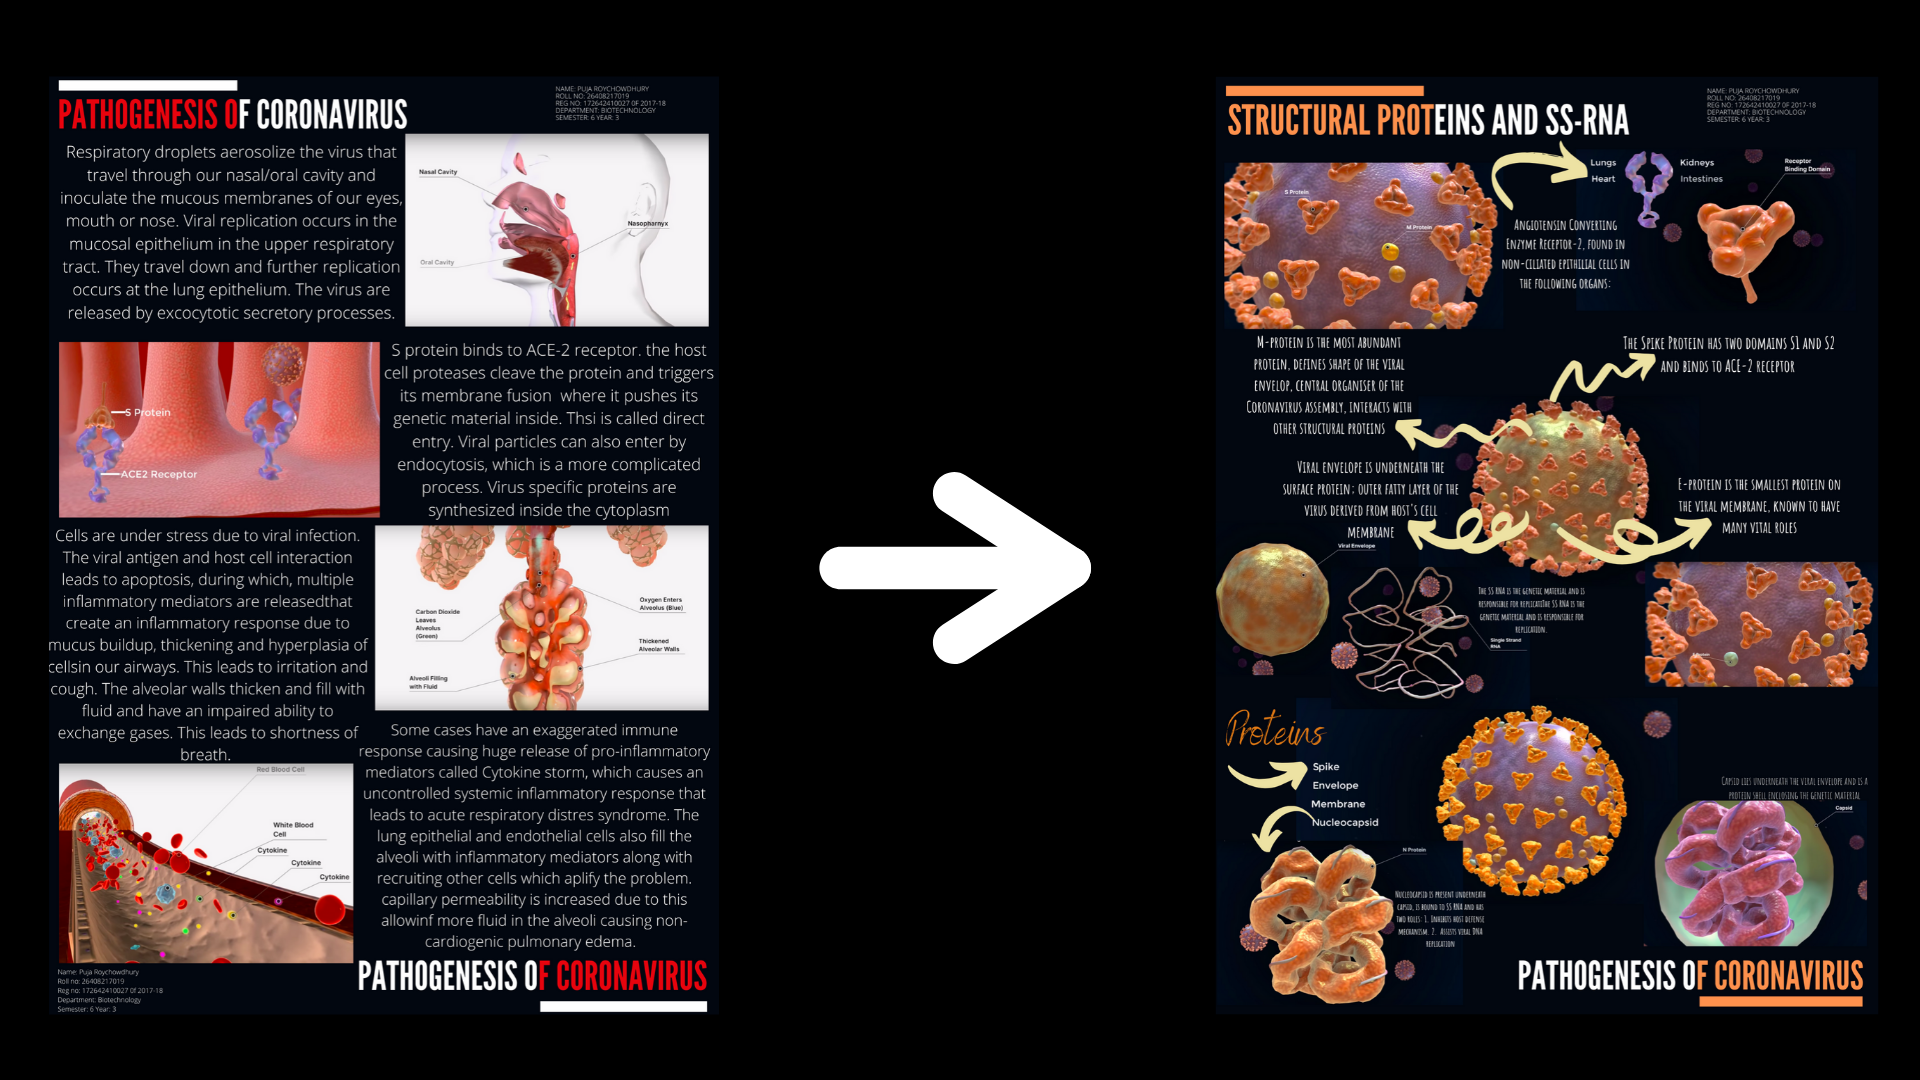 PATHOGENESIS OF CORONAVIRUS
NAME: PUJA ROYCHOWDHURY
ROLL NO: 26408217019
REG NO: 172642410027 0F 2017-18
DEPARTMENT: BIOTECHNOLOGY
SEMESTER: 6 YEAR: 3
Respiratory droplets aerosolize the virus that
travel through our nasal/oral cavity and
inoculate the mucous membranes of our eyes,
mouth or nose. Viral replication occurs in the
mucosal epithelium in the upper respiratory
tract. They travel down and further replication
occurs at the lung epithelium. The virus are
released by excocytotic secretory processes.
Nasal Cavity
Nasopharnyx
Oral Cavity
S Protein
ACE2 Receptor
S protein binds to ACE-2 receptor. the host
cell proteases cleave the protein and triggers
its membrane fusion  where it pushes its
genetic material inside. Thsi is called direct
entry. Viral particles can also enter by
endocytosis, which is a more complicated
process. Virus specific proteins are
synthesized inside the cytoplasm
Cells are under stress due to viral infection.
The viral antigen and host cell interaction
leads to apoptosis, during which, multiple
inflammatory mediators are releasedthat
create an inflammatory response due to
mucus buildup, thickening and hyperplasia of
cellsin our airways. This leads to irritation and
cough. The alveolar walls thicken and fill with
fluid and have an impaired ability to
exchange gases. This leads to shortness of
breath.
Carbon Dioxide
Leaves
Alveolus
(Green)
Oxygen Enters
Alveolus (Blue)
Thickened
Alveolar Walls
Alveoli Filling
with Fluid
Red Blood Cell
White Blood
Cell
Cytokine
Cytokine
Cytokine
Some cases have an exaggerated immune
response causing huge release of pro-inflammatory
mediators called Cytokine storm, which causes an
uncontrolled systemic inflammatory response that
leads to acute respiratory distres syndrome. The
lung epithelial and endothelial cells also fill the
alveoli with inflammatory mediators along with
recruiting other cells which aplify the problem.
capillary permeability is increased due to this
allowinf more fluid in the alveoli causing non-
cardiogenic pulmonary edema.
Name: Puja Roychowdhury
Roll no: 26408217019
Reg no: 172642410027 0f 2017-18
Department: Biotechnology
Semester: 6 Year: 3
PATHOGENESIS OF CORONAVIRUS
STRUCTURAL PROTEINS AND SS-RNA
NAME: PUJA ROYCHOWDHURY
ROLL NO: 26408217019
REG NO: 172642410027 0F 2017-18
DEPARTMENT: BIOTECHNOLOGY
SEMESTER: 6 YEAR: 3
S Protein
M Protein
Lungs
Heart
Kidneys
Intestines
Receptor
Binding Domain
Angiotensin Converting
Enzyme Receptor-2, found in
non-ciliated epithilial cells in
the following organs:
M-protein is the most abundant
protein, defines shape of the viral
envelop, central organiser of the
Coronavirus assembly, interacts with
other structural proteins
The Spike Protein has two domains S1 and S2
and binds to ACE-2 receptor
Viral envelope is underneath the
surface protein; outer fatty layer of the
virus derived from host's cell
membrane
E-protein is the smallest protein on
the viral membrane, known to have
many vital roles
Viral Envelope
The SS RNA is the genetic material and is
responsible for replicatiThe SS RNA is the
genetic material and is responsible for
replication.
Single Strand
RNA
Proteins
Spike
Envelope
Membrane
Nucleocapsid
N Protein
Nucleocapsid is present underneath
capsid, is bound to SS RNA and has
two roles: 1. Inhibits host defense
mechanism. 2. Assists viral DNA
replication
Capsid lies underneath the viral envelope and is a
protein shell enclosing the genetic material
Capsid
PATHOGENESIS OF CORONAVIRUS